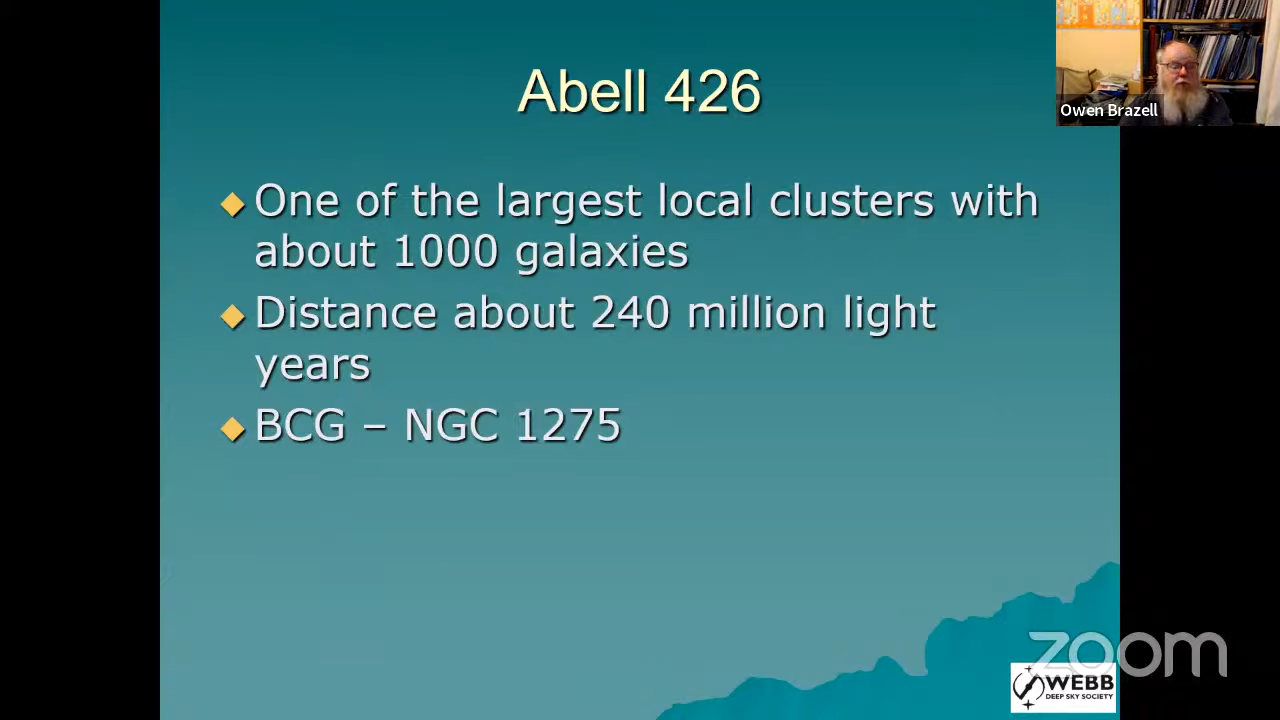 Abell 426
Owen Brazell
One of the largest local clusters with
about 1000 galaxies
Distance about 240 million light
years
BCG – NGC 1275
zoom
WEBB
DEEP SKY SOCIETY